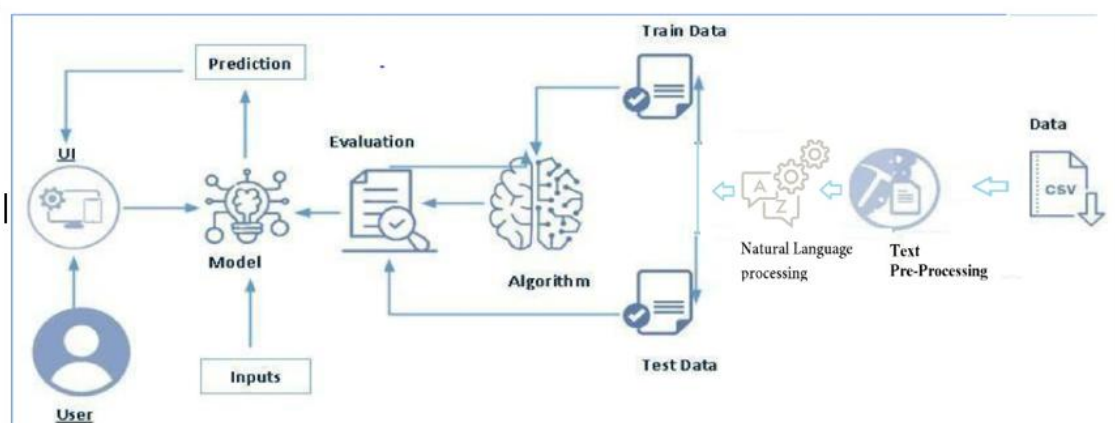 Train Data
Prediction
Data
Evaluation
UI
CSV
A
Z
Natural Language
processing
Text
Pre-Processing
Model
Algorithm
Test Data
Inputs
User